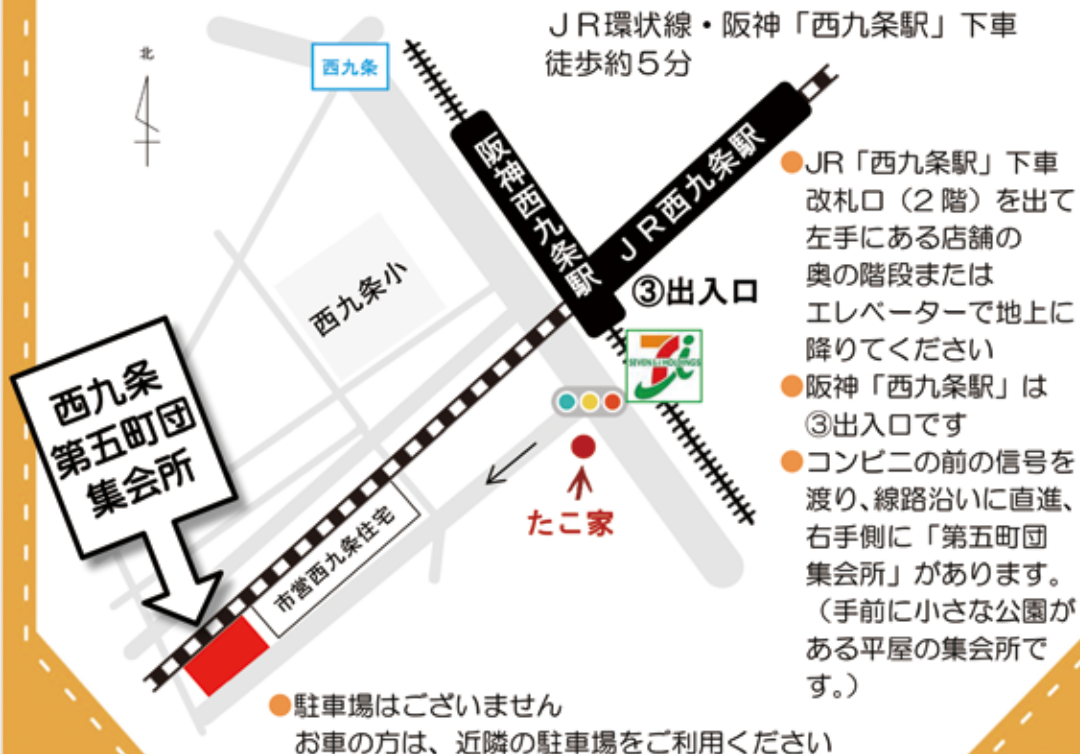 JR環状線・阪神「西九条駅」下車
徒歩約5分
北
西九条
阪神西九条駅
JR西九条駅
③出入口
西九条小
SEVEN & I HOLDINGS
西九条
第五町団
集会所
たこ家
市営西九条住宅
●JR「西九条駅」下車
改札口（2階）を出て
左手にある店舗の
奥の階段または
エレベーターで地上に
降りてください
●阪神「西九条駅」は
③出入口です
●コンビニの前の信号を
渡り、線路沿いに直進、
右手側に「第五町団
集会所」があります。
（手前に小さな公園が
ある平屋の集会所で
す。）
●駐車場はございません
お車の方は、近隣の駐車場をご利用ください